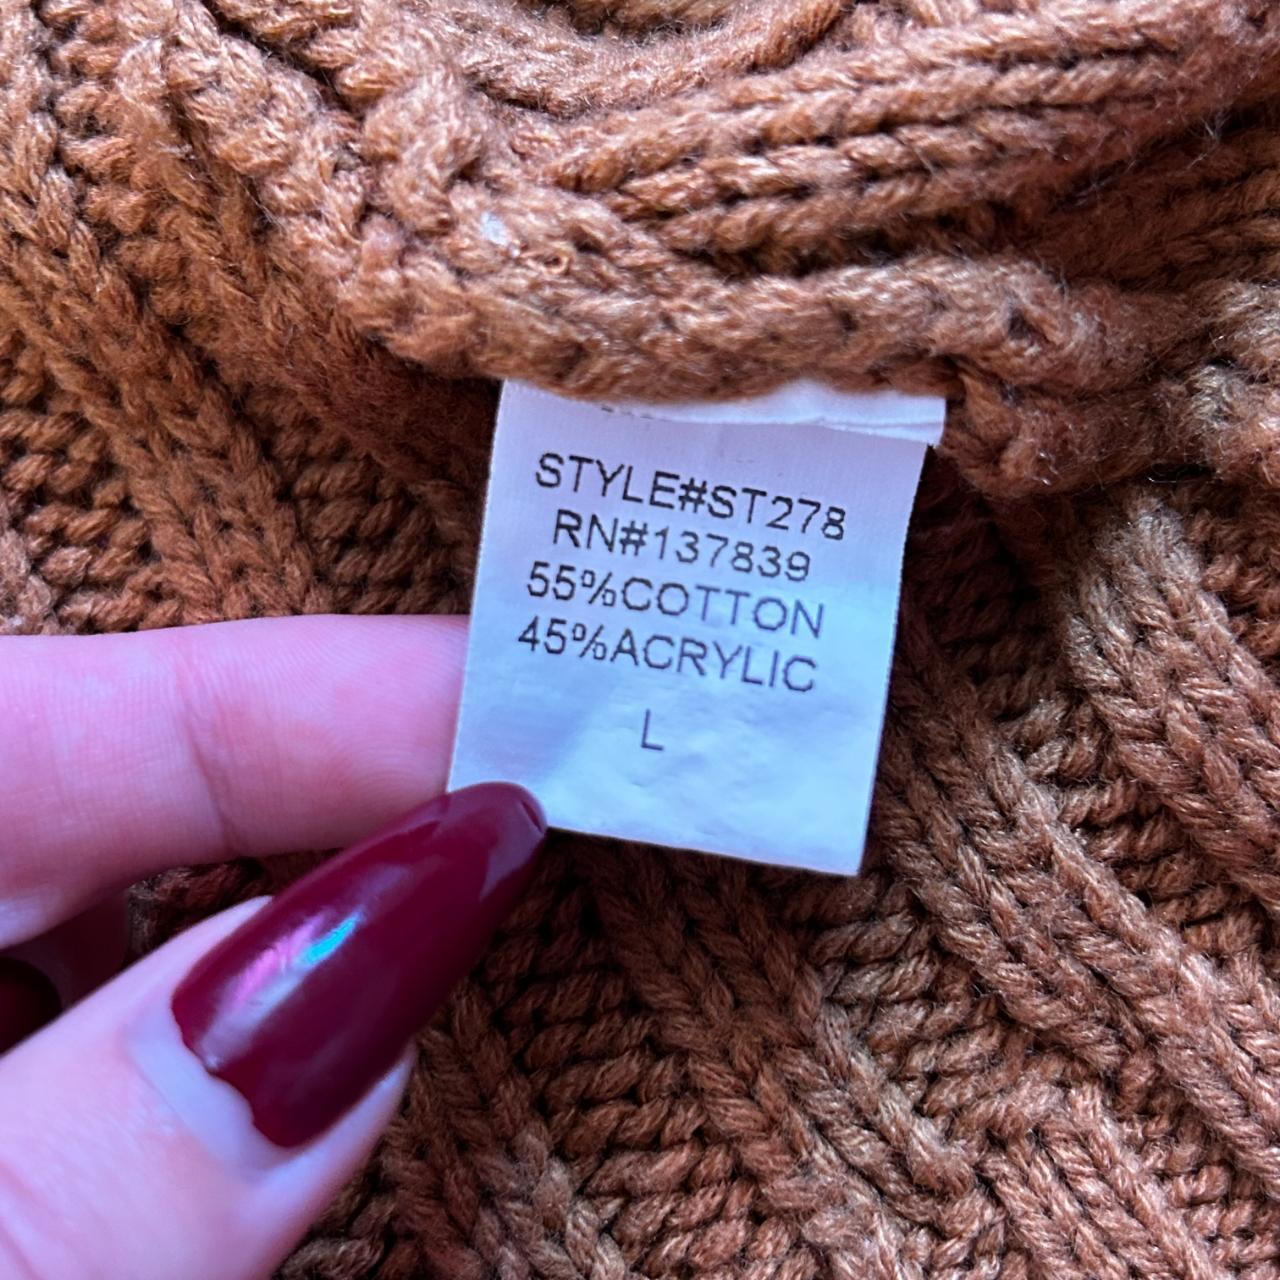 STYLE#ST278
RN#137839
55%COTTON
45%ACRYLIC
L